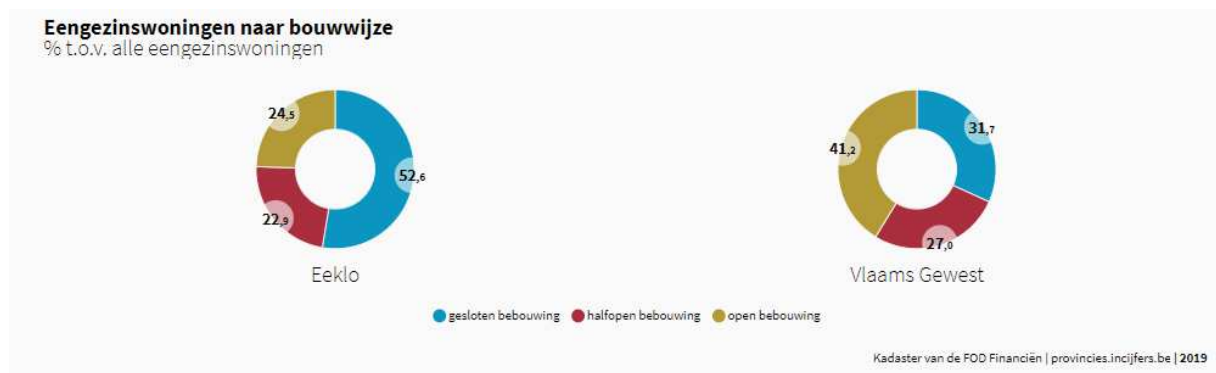 Eengezinswoningen naar bouwwijze
% t.o.v. alle eengezinswoningen
24,5
52,6
22,9
Eeklo
31,7
41,2
27,0
Vlaams Gewest
gesloten bebouwing halfopen bebouwing open bebouwing
Kadaster van de FOD Financiën | provincies.incijfers.be | 2019